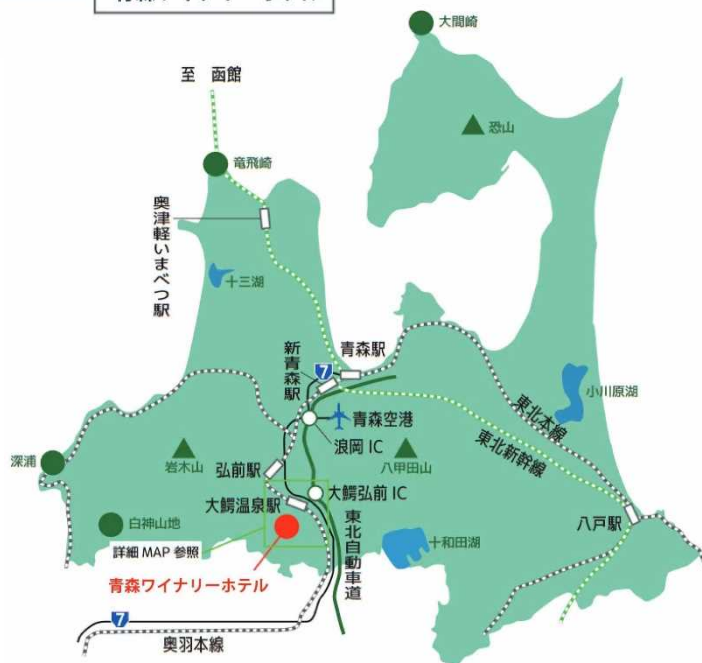 大間崎
至 函館
恐山
竜飛崎
奥津軽いまべつ駅
十三湖
青森駅
新青森駅
7
小川原湖
東北本線
東北新幹線
青森空港
浪岡 IC
深浦
岩木山
弘前駅
八甲田山
大鰐弘前 IC
大鰐温泉駅
八戸駅
白神山地
東北自動車道
十和田湖
詳細 MAP 参照
青森ワイナリーホテル
7
奥羽本線